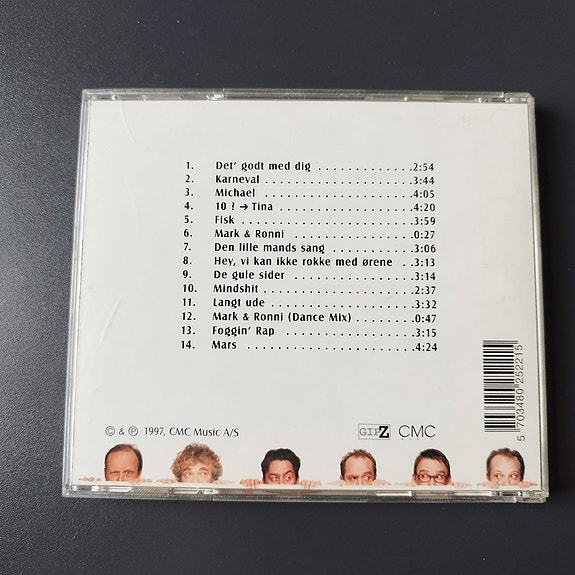 1. Det' godt med dig . . . . . . . . . . . . . .2:54
2. Karneval . . . . . . . . . . . . . . . . . . . . .3:44
3. Michael . . . . . . . . . . . . . . . . . . . . . .4:05
4. 10 ? → Tina . . . . . . . . . . . . . . . . . . .4:20
5. Fisk . . . . . . . . . . . . . . . . . . . . . . . . .3:59
6. Mark & Ronni . . . . . . . . . . . . . . . . . .0:27
7. Den lille mands sang . . . . . . . . . . . .3:06
8. Hey, vi kan ikke rokke med ørene . .3:13
9. De gule sider . . . . . . . . . . . . . . . . . .3:14
10. Mindshit . . . . . . . . . . . . . . . . . . . . .2:37
11. Langt ude . . . . . . . . . . . . . . . . . . . .3:32
12. Mark & Ronni (Dance Mix) . . . . . . . .0:47
13. Foggin' Rap . . . . . . . . . . . . . . . . . .3:15
14. Mars . . . . . . . . . . . . . . . . . . . . . . . .4:24
© & ℗ 1997, CMC Music A/S
GIPZ CMC
5 703480 252215